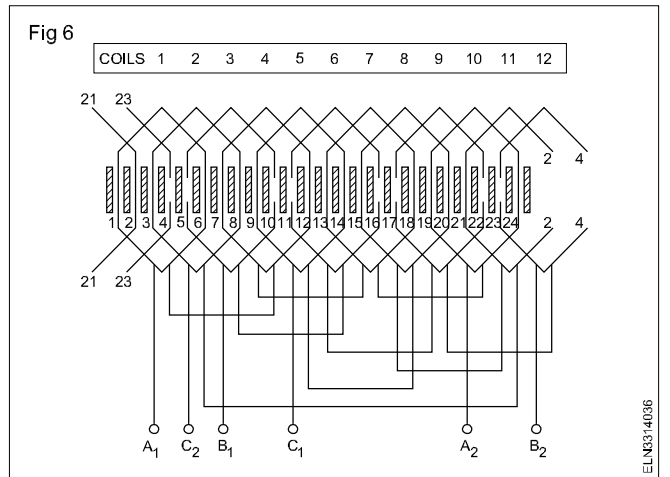 Fig 6
COILS 1 2 3 4 5 6 7 8 9 10 11 12
21 23
2 4
1 2 3 4 5 6 7 8 9 10 11 12 13 14 15 16 17 18 19 20 21 22 23 24
2 4
21 23
A1 C2 B1 C1 A2 B2
ELN3314036